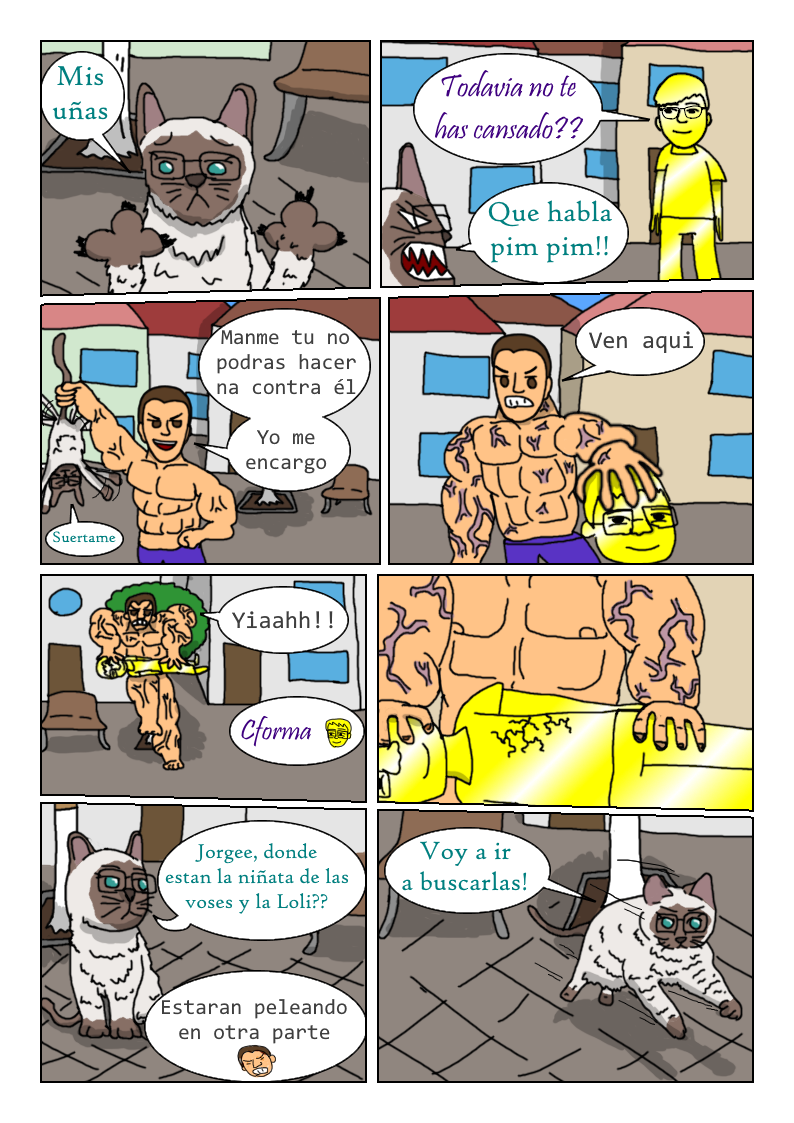 Mis
uñas
Todavía no te
has cansado??
Que habla
pim pim!!
Manme tu no
podras hacer
na contra él
Yo me
encargo
Suertame
Ven aqui
Yiaahh!!
Cforma
Jorgee, donde
estan la niñata de las
voses y la Loli??
Estaran peleando
en otra parte
Voy a ir
a buscarlas!